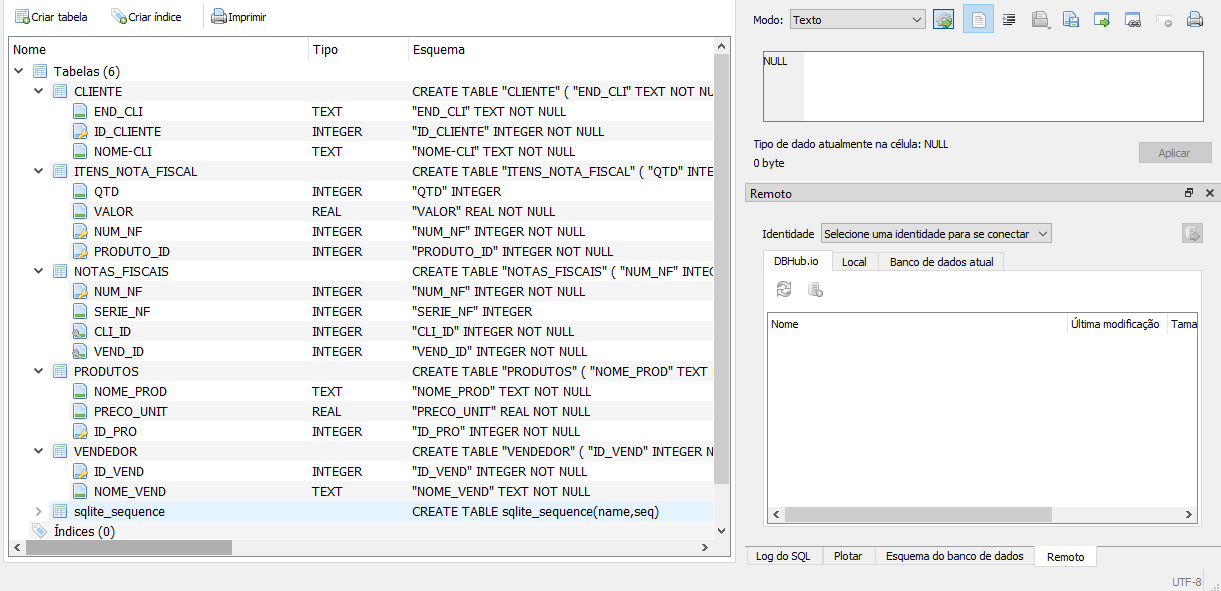 Criar tabela Criar índice Imprimir
Nome Tipo Esquema
Tabelas (6)
CLIENTE CREATE TABLE "CLIENTE" ( "END_CLI" TEXT NOT NU
END_CLI TEXT "END_CLI" TEXT NOT NULL
ID_CLIENTE INTEGER "ID_CLIENTE" INTEGER NOT NULL
NOME-CLI TEXT "NOME-CLI" TEXT NOT NULL
ITENS_NOTA_FISCAL CREATE TABLE "ITENS_NOTA_FISCAL" ( "QTD" INTE
QTD INTEGER "QTD" INTEGER
VALOR REAL "VALOR" REAL NOT NULL
NUM_NF INTEGER "NUM_NF" INTEGER NOT NULL
PRODUTO_ID INTEGER "PRODUTO_ID" INTEGER NOT NULL
NOTAS_FISCAIS CREATE TABLE "NOTAS_FISCAIS" ( "NUM_NF" INTEG
NUM_NF INTEGER "NUM_NF" INTEGER NOT NULL
SERIE_NF INTEGER "SERIE_NF" INTEGER
CLI_ID INTEGER "CLI_ID" INTEGER NOT NULL
VEND_ID INTEGER "VEND_ID" INTEGER NOT NULL
PRODUTOS CREATE TABLE "PRODUTOS" ( "NOME_PROD" TEXT
NOME_PROD TEXT "NOME_PROD" TEXT NOT NULL
PRECO_UNIT REAL "PRECO_UNIT" REAL NOT NULL
ID_PRO INTEGER "ID_PRO" INTEGER NOT NULL
VENDEDOR CREATE TABLE "VENDEDOR" ( "ID_VEND" INTEGER N
ID_VEND INTEGER "ID_VEND" INTEGER NOT NULL
NOME_VEND TEXT "NOME_VEND" TEXT NOT NULL
sqlite_sequence CREATE TABLE sqlite_sequence(name,seq)
Índices (0)
Modo: Texto
NULL
Tipo de dado atualmente na célula: NULL
0 byte
Aplicar
Remoto
Identidade Selecione uma identidade para se conectar
DBHub.io Local Banco de dados atual
Nome Última modificação Tama
Log do SQL Plotar Esquema do banco de dados Remoto
UTF-8